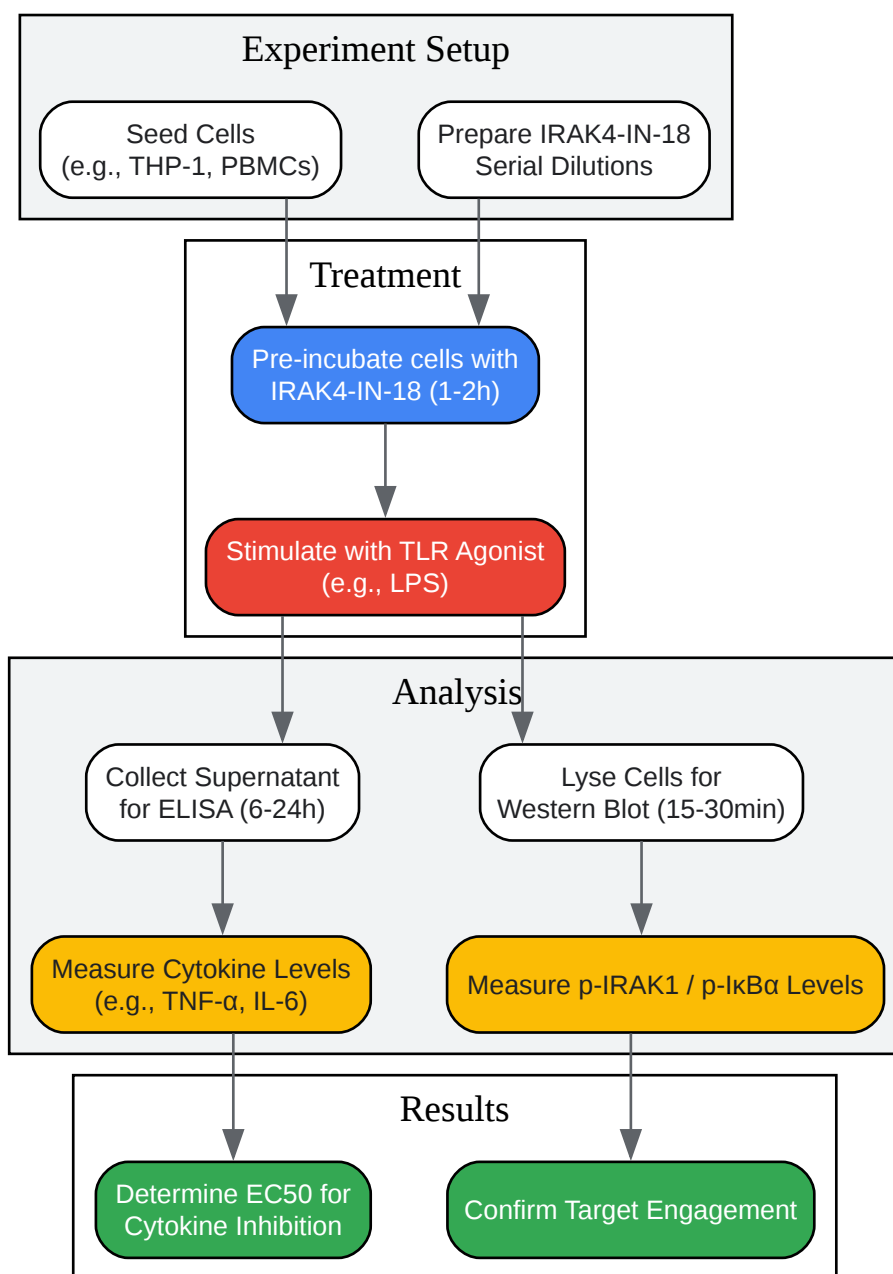 Experiment Setup
Seed Cells
(e.g., THP-1, PBMCs)
Prepare IRAK4-IN-18
Serial Dilutions
Treatment
Pre-incubate cells with
IRAK4-IN-18 (1-2h)
Stimulate with TLR Agonist
(e.g., LPS)
Analysis
Collect Supernatant
for ELISA (6-24h)
Lyse Cells for
Western Blot (15-30min)
Measure Cytokine Levels
(e.g., TNF-α, IL-6)
Measure p-IRAK1 / p-IκBα Levels
Results
Determine EC50 for
Cytokine Inhibition
Confirm Target Engagement